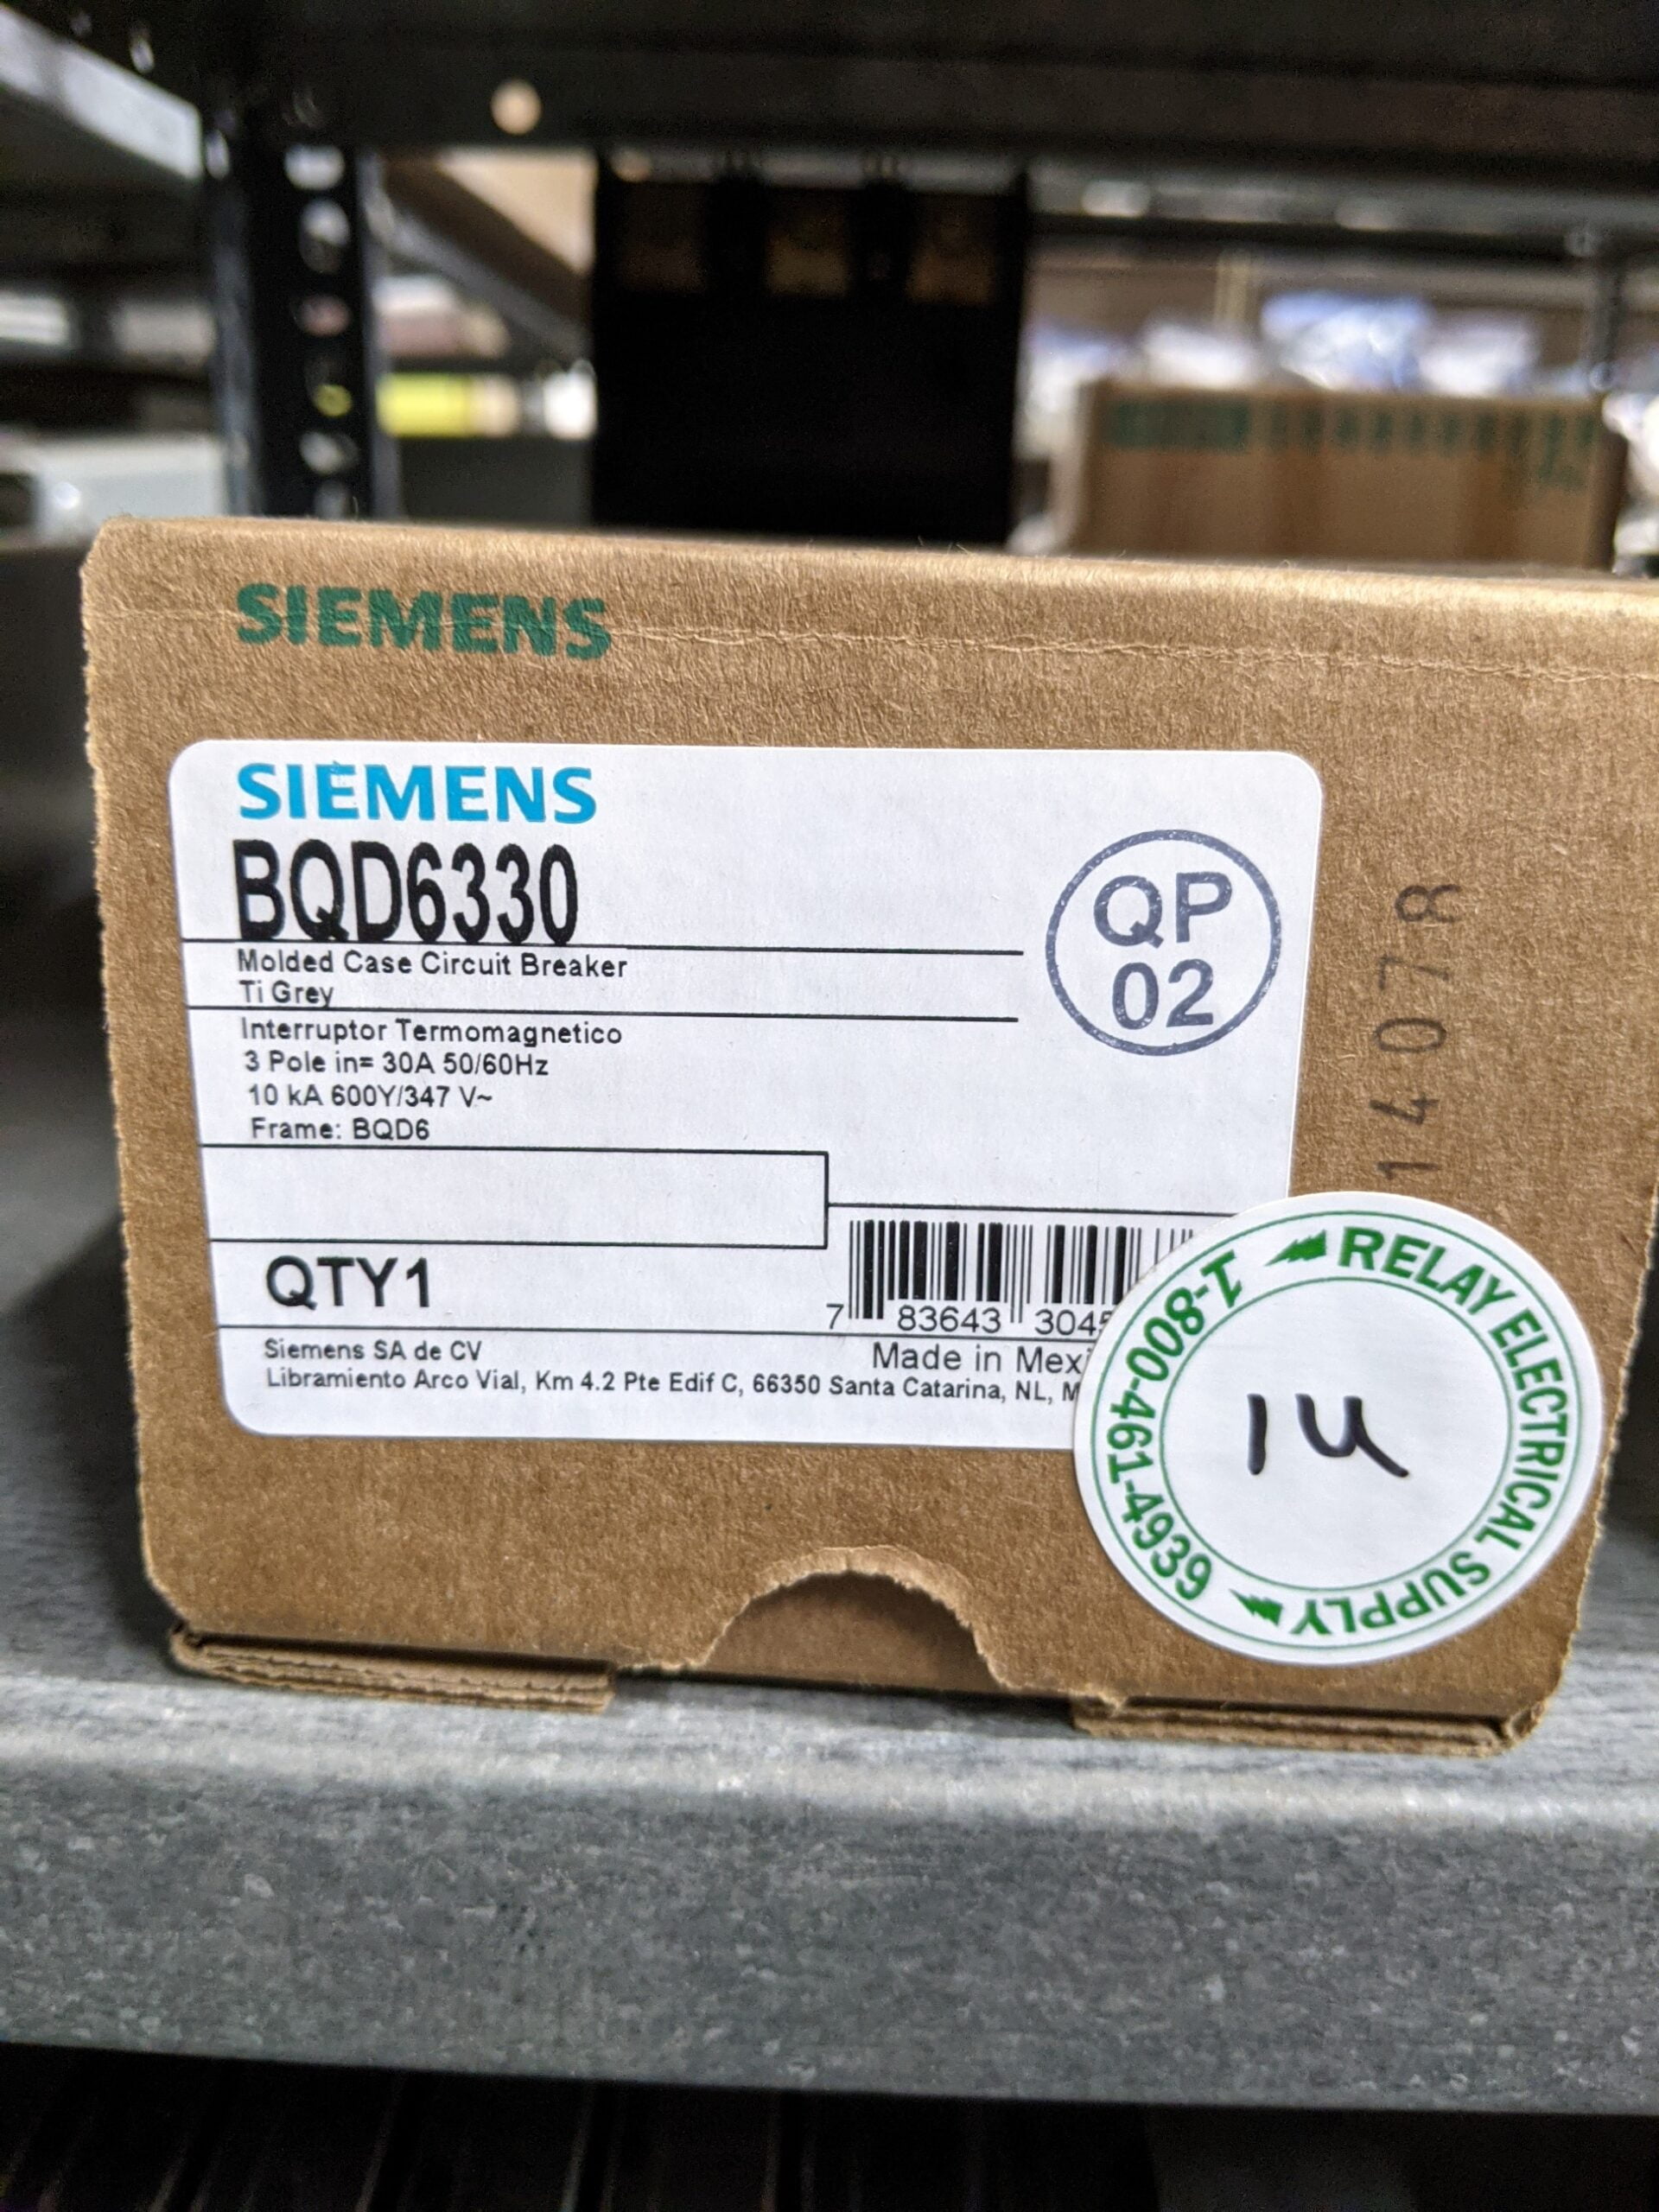 SIEMENS
SIEMENS
BQD6330
Molded Case Circuit Breaker
Ti Grey
Interruptor Termomagnetico
3 Pole in= 30A 50/60Hz
10 kA 600Y/347 V~
Frame: BQD6
QP
02
14078
QTY1
7 83643 304
Siemens SA de CV
Made in Mexi
Libramiento Arco Vial, Km 4.2 Pte Edif C, 66350 Santa Catarina, NL, M
RELAY ELECTRICAL SUPPLY
1-800-461-4939